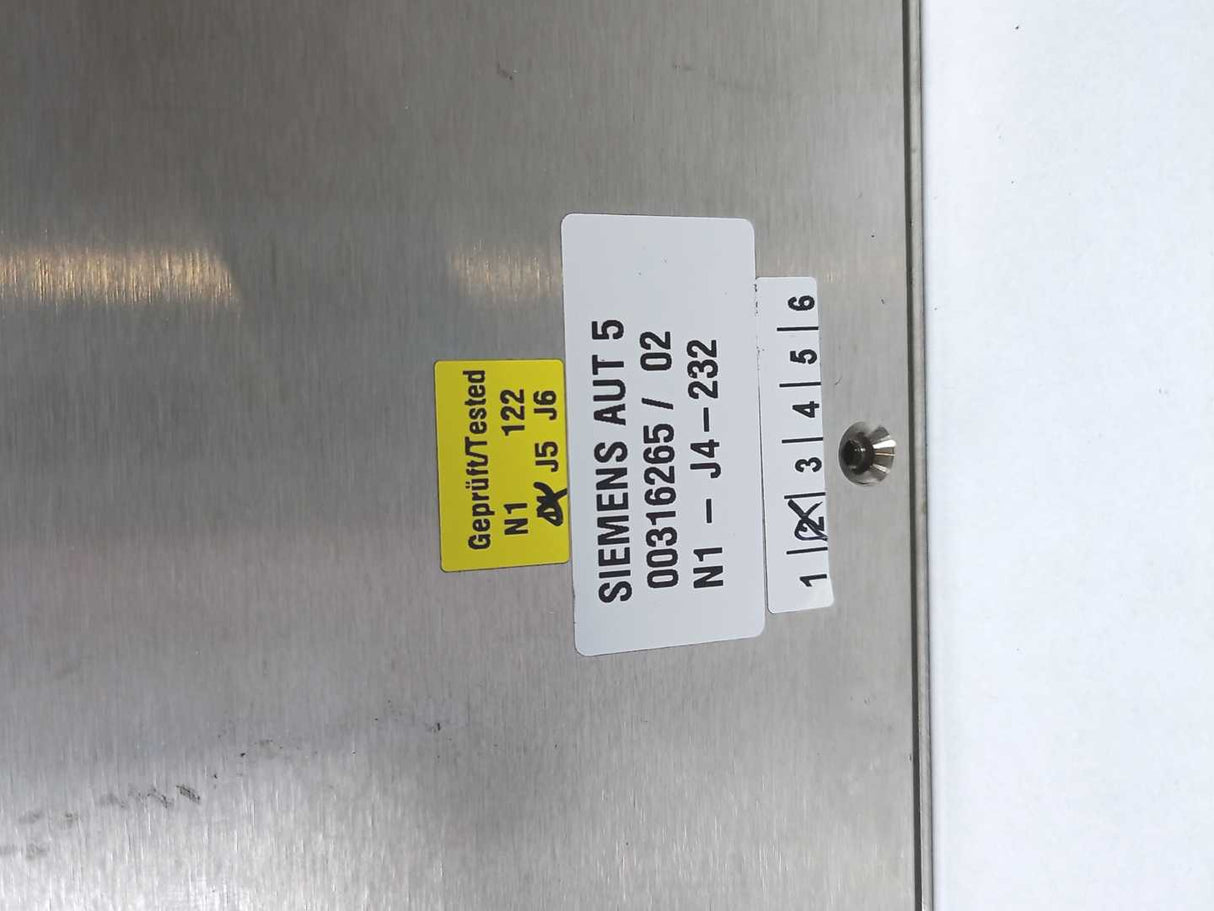 Geprüft/Tested
N1 122
J5 J6
SIEMENS AUT 5
00316265 / 02
N1 – J4 – 232
1 | 2 | 3 | 4 | 5 | 6